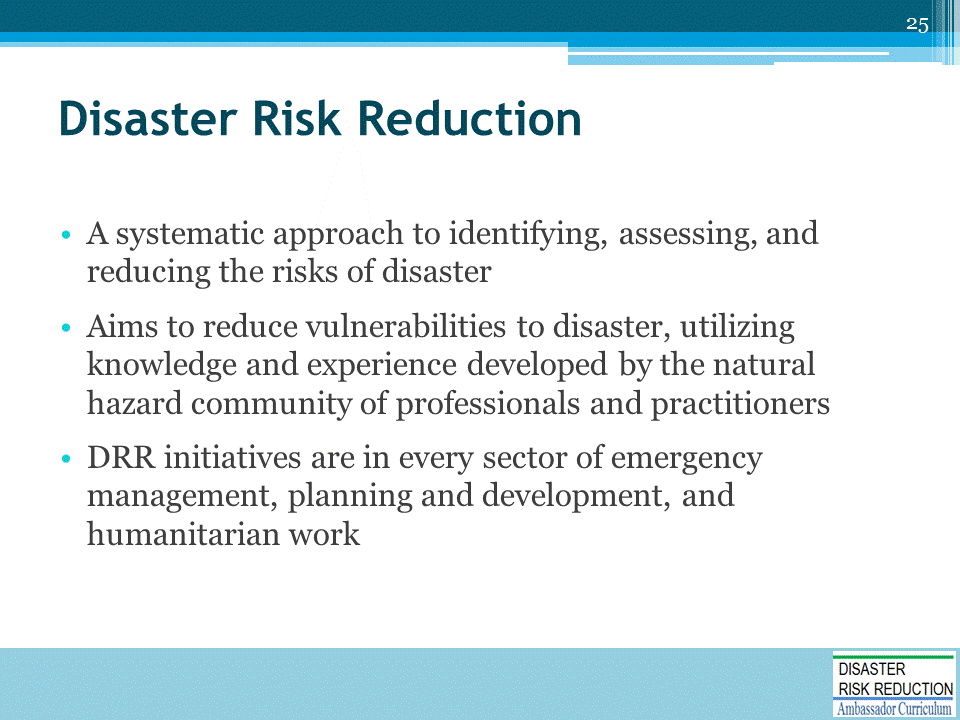 25
Disaster Risk Reduction
• A systematic approach to identifying, assessing, and
reducing the risks of disaster
• Aims to reduce vulnerabilities to disaster, utilizing
knowledge and experience developed by the natural
hazard community of professionals and practitioners
• DRR initiatives are in every sector of emergency
management, planning and development, and
humanitarian work
DISASTER
RISK REDUCTION
Ambassador Curriculum